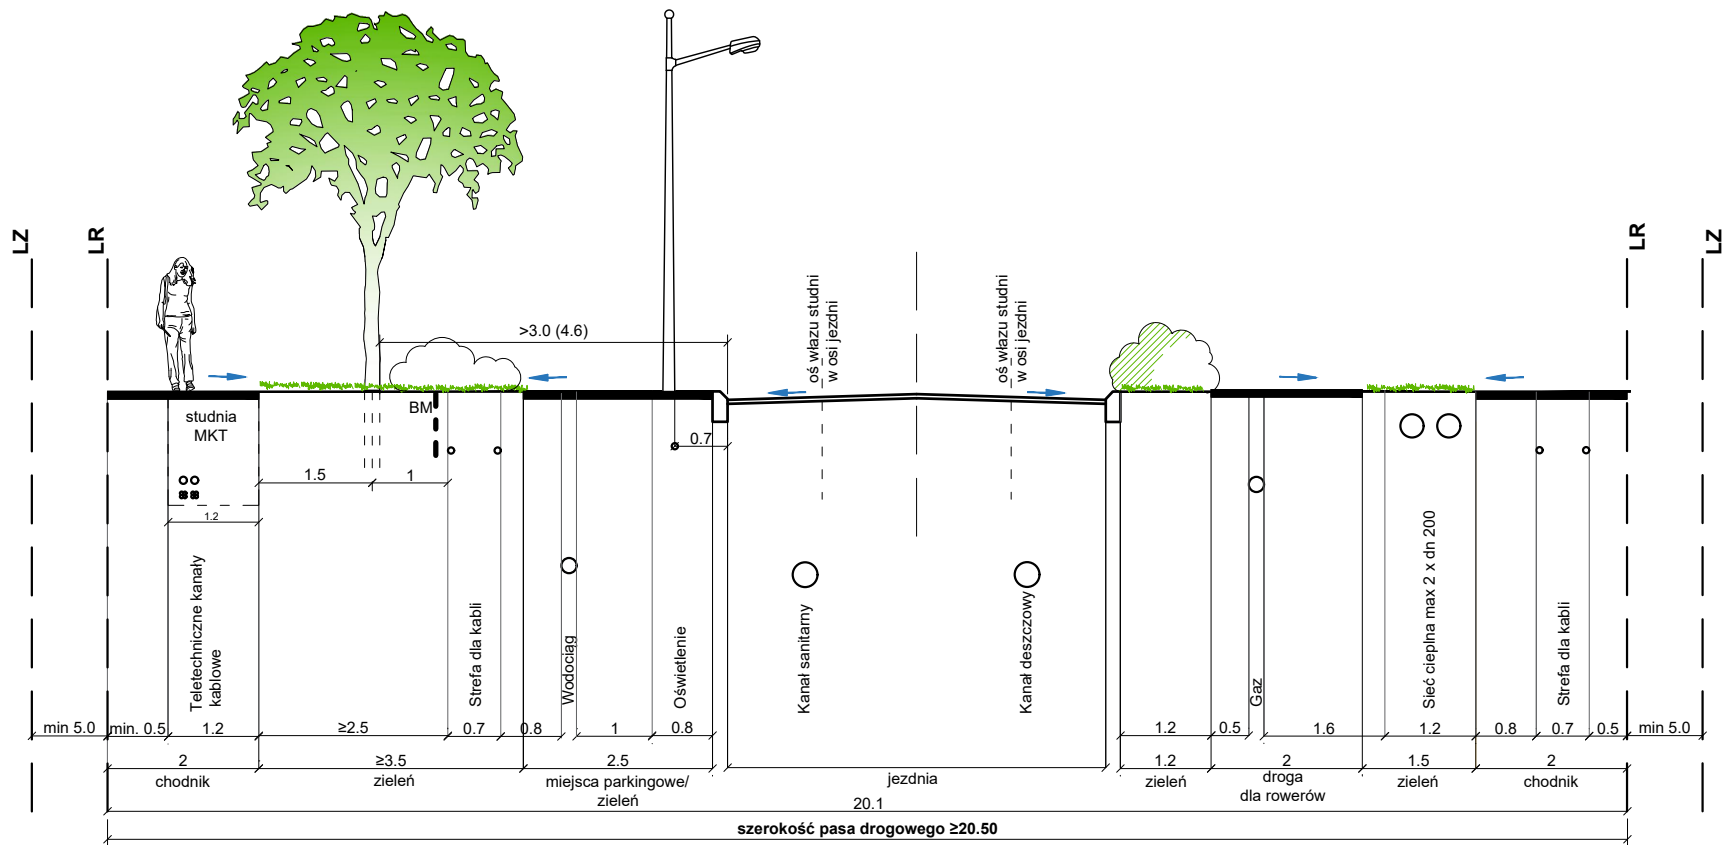 LZ
LR
LR
LZ
>3.0 (4.6)
oś włazu studni
w osi jezdni
oś włazu studni
w osi jezdni
studnia
MKT
BM
0.7
1.5
1
1.2
Teletechniczne kanały
kablowe
Strefa dla kabli
Wodociąg
Oświetlenie
Kanał sanitarny
Kanał deszczowy
Gaz
Sieć cieplna max 2 x dn 200
Strefa dla kabli
min 5.0
min. 0.5
1.2
≥2.5
0.7
0.8
1
0.8
1.2
0.5
1.6
1.2
0.8
0.7
0.5
min 5.0
2
chodnik
≥3.5
zieleń
2.5
miejsca parkingowe/
zieleń
jezdnia
1.2
zieleń
2
droga
dla rowerów
1.5
zieleń
2
chodnik
20.1
szerokość pasa drogowego ≥20.50